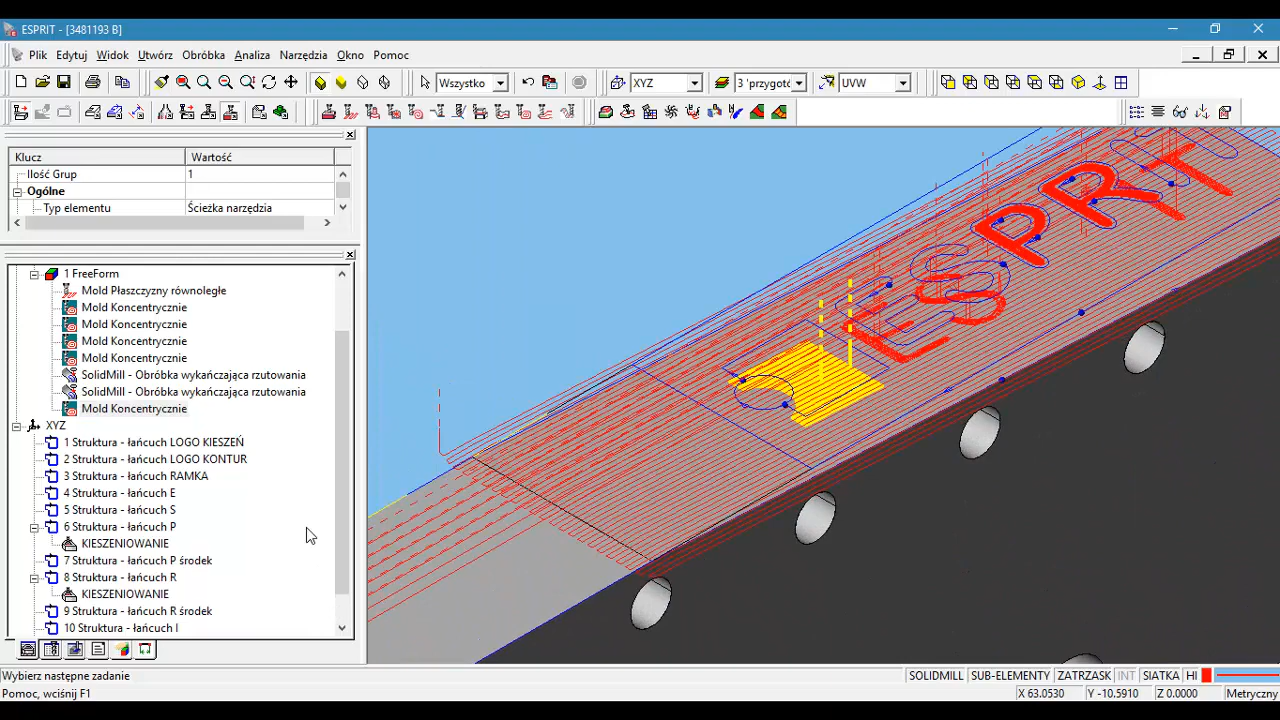 ESPRIT - [3481193 B]
Plik Edytuj Widok Utwórz Obróbka Analiza Narzędzia Okno Pomoc
Wszystko XYZ 3 'przygoto UVW
Klucz Wartość
Ilość Grup 1
Ogólne
Typ elementu Ścieżka narzędzia
1 FreeForm
Mold Płaszczyzny równoległe
Mold Koncentrycznie
Mold Koncentrycznie
Mold Koncentrycznie
Mold Koncentrycznie
SolidMill - Obróbka wykańczająca rzutowania
SolidMill - Obróbka wykańczająca rzutowania
Mold Koncentrycznie
XYZ
1 Struktura - łańcuch LOGO KIESZEŃ
2 Struktura - łańcuch LOGO KONTUR
3 Struktura - łańcuch RAMKA
4 Struktura - łańcuch E
5 Struktura - łańcuch S
6 Struktura - łańcuch P
KIESZENIOWANIE
7 Struktura - łańcuch P środek
8 Struktura - łańcuch R
KIESZENIOWANIE
9 Struktura - łańcuch R środek
10 Struktura - łańcuch I
ESPRIT
Wybierz następne zadanie SOLIDMILL SUB-ELEMENTY ZATRZASK INT SIATKA HI
Pomoc, wciśnij F1 X 63.0530 Y -10.5910 Z 0.0000 Metryczny